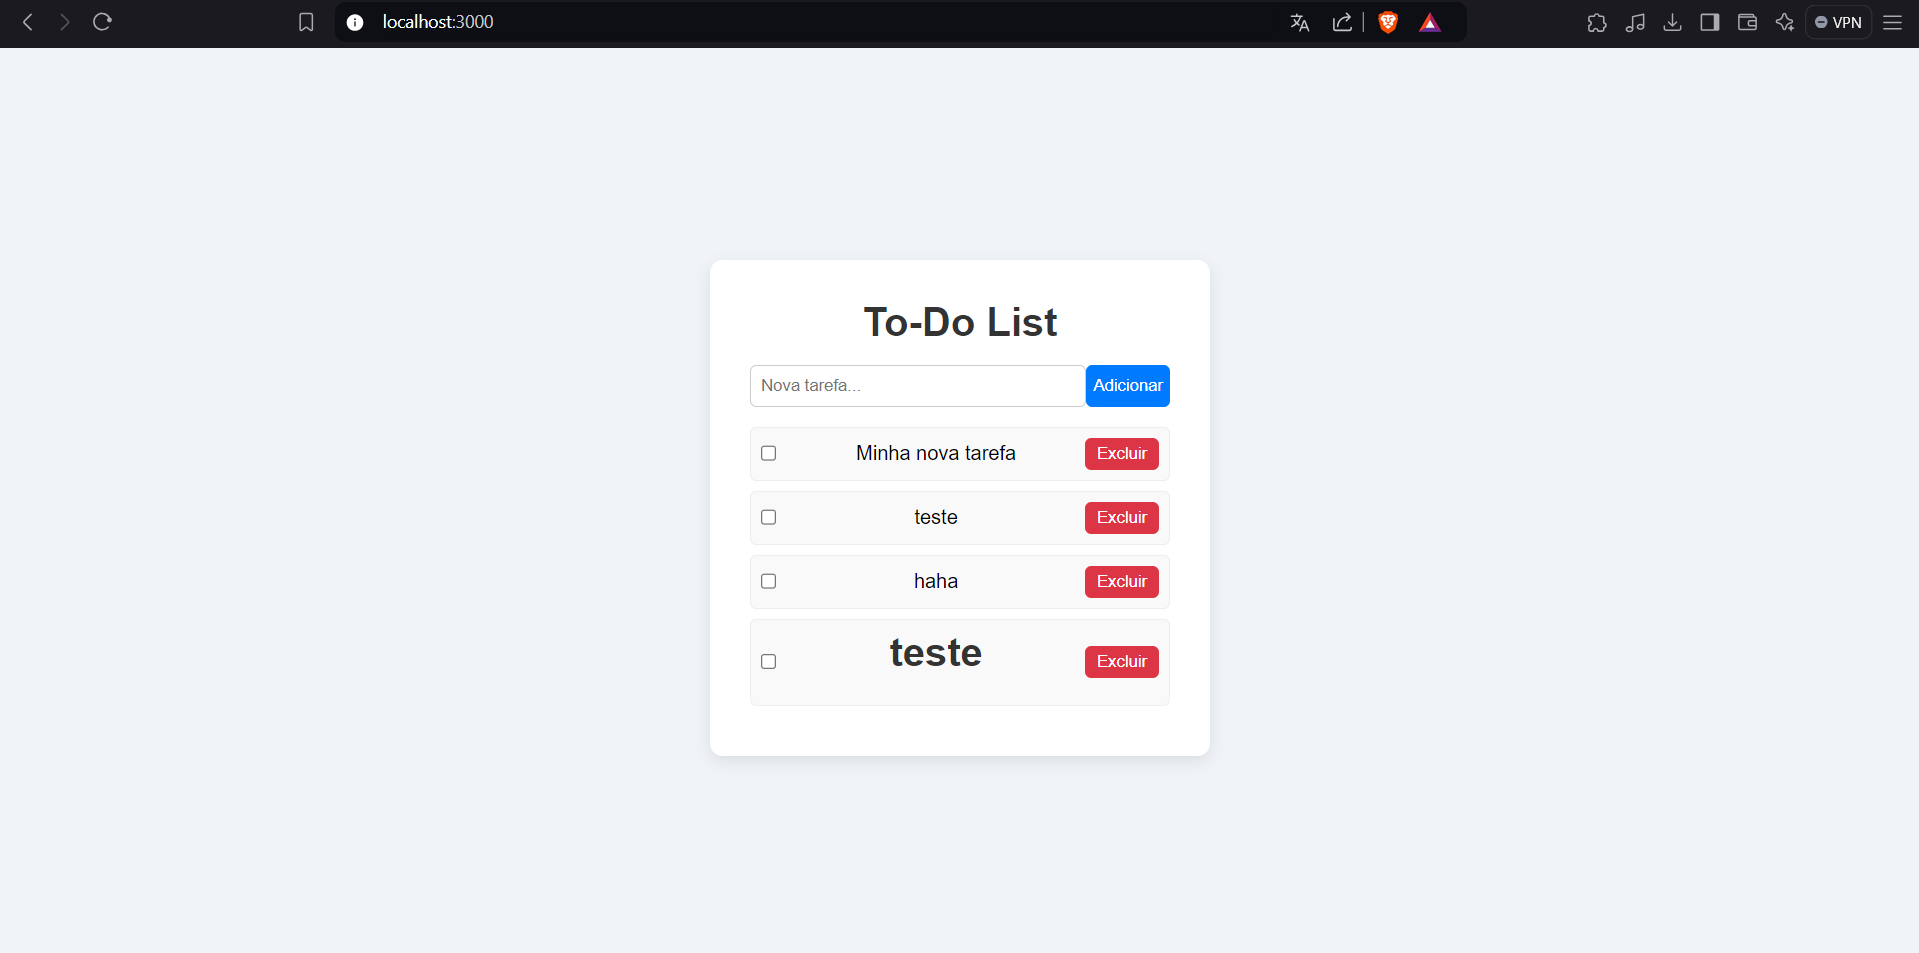 localhost:3000
VPN
To-Do List
Nova tarefa...
Adicionar
Minha nova tarefa
Excluir
teste
Excluir
haha
Excluir
teste
Excluir